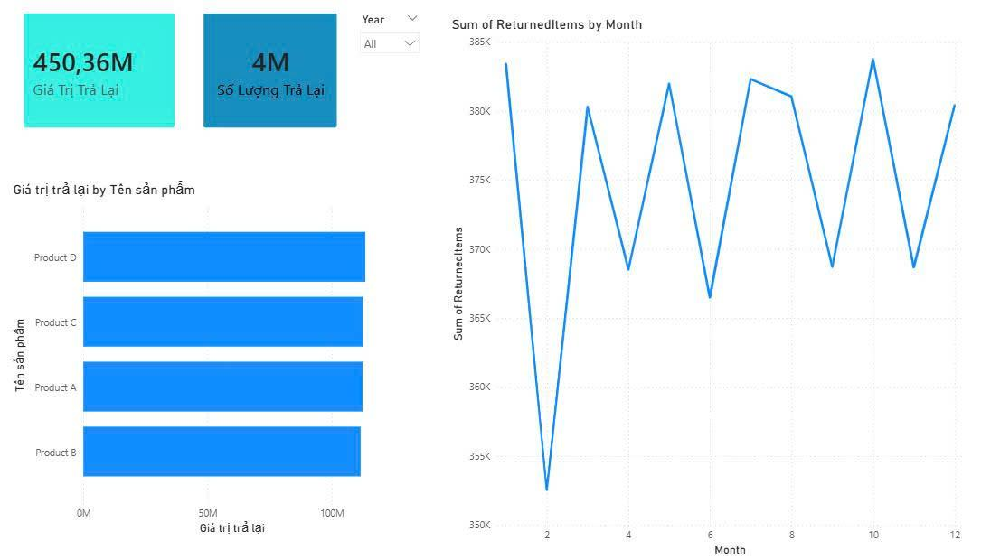 450,36M
Giá Trị Trả Lại
4M
Số Lượng Trả Lại
Year
All
Sum of ReturnedItems by Month
385K
380K
375K
370K
365K
360K
355K
350K
Sum of ReturnedItems
2
4
6
8
10
12
Month
Giá trị trả lại by Tên sản phẩm
Tên sản phẩm
Product D
Product C
Product A
Product B
0M
50M
100M
Giá trị trả lại